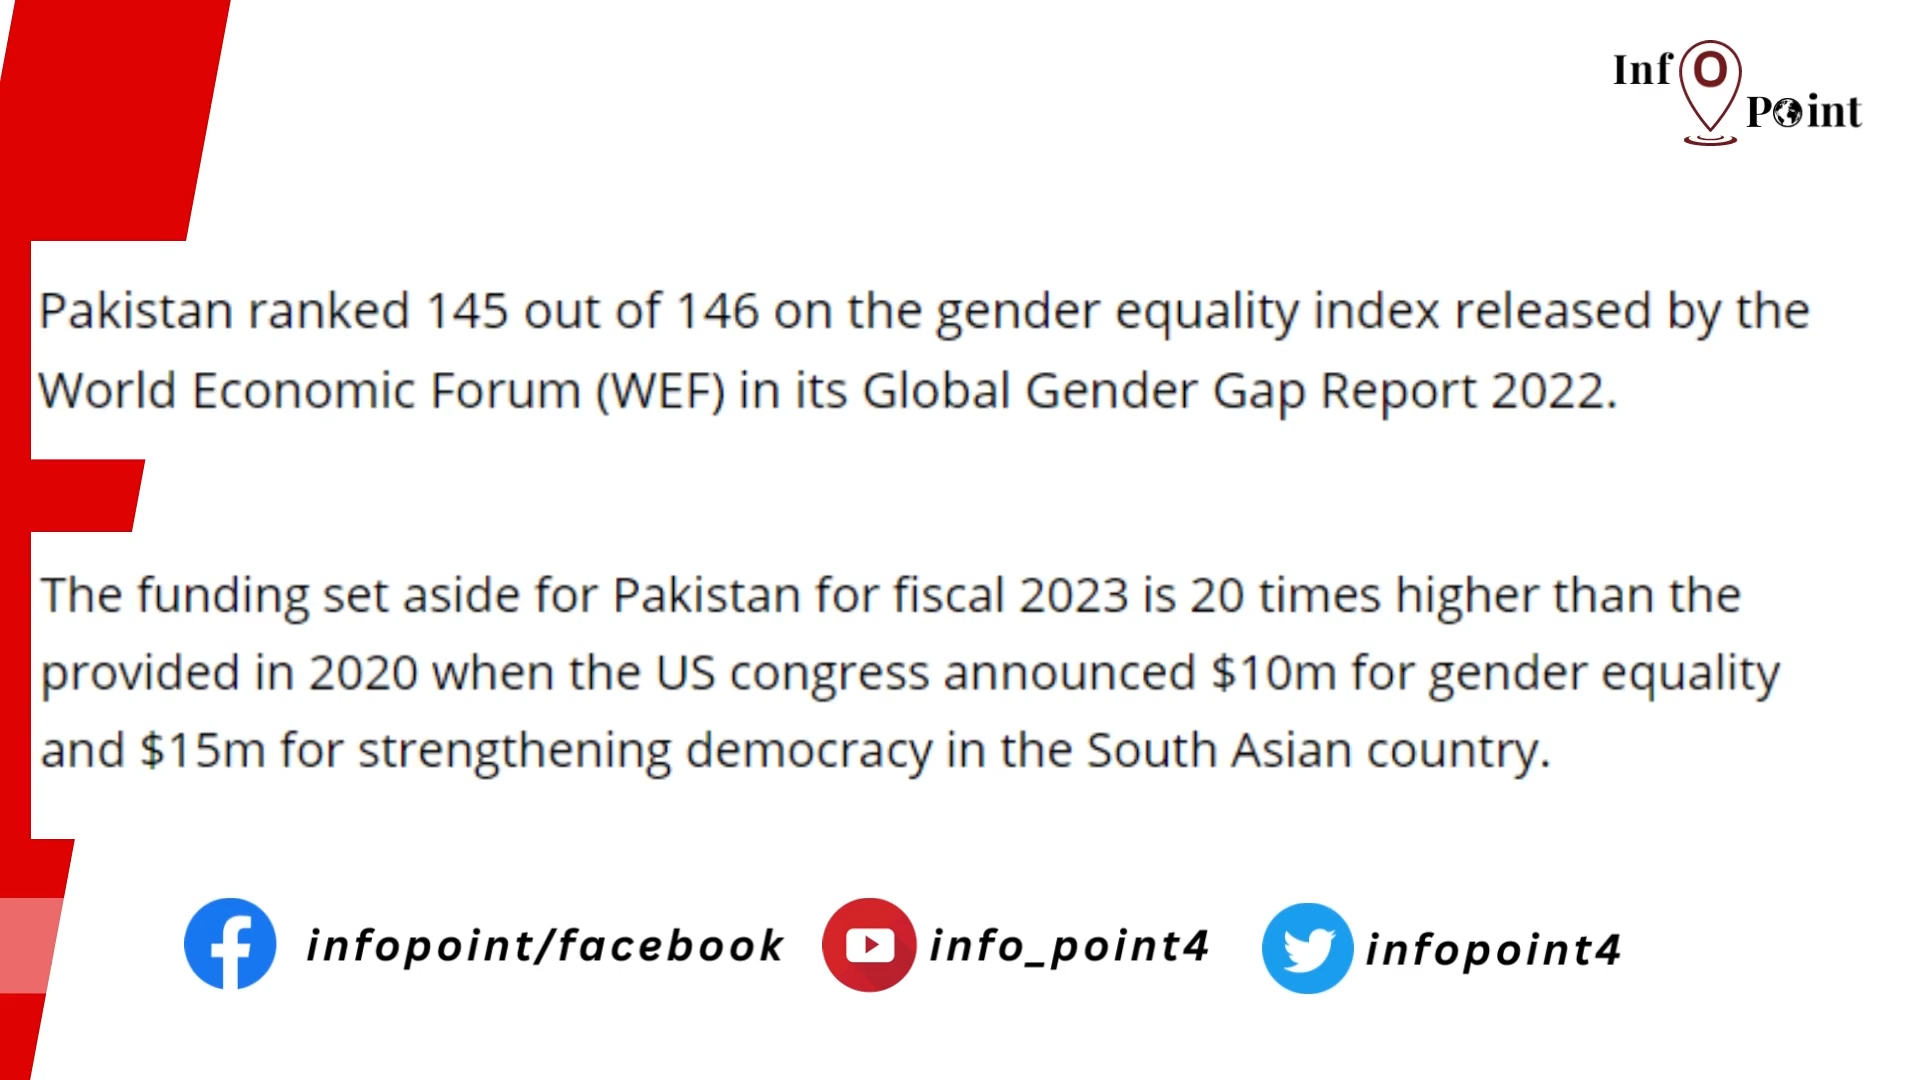 Info Point
Pakistan ranked 145 out of 146 on the gender equality index released by the
World Economic Forum (WEF) in its Global Gender Gap Report 2022.
The funding set aside for Pakistan for fiscal 2023 is 20 times higher than the
provided in 2020 when the US congress announced $10m for gender equality
and $15m for strengthening democracy in the South Asian country.
infopoint/facebook info_point4 infopoint4